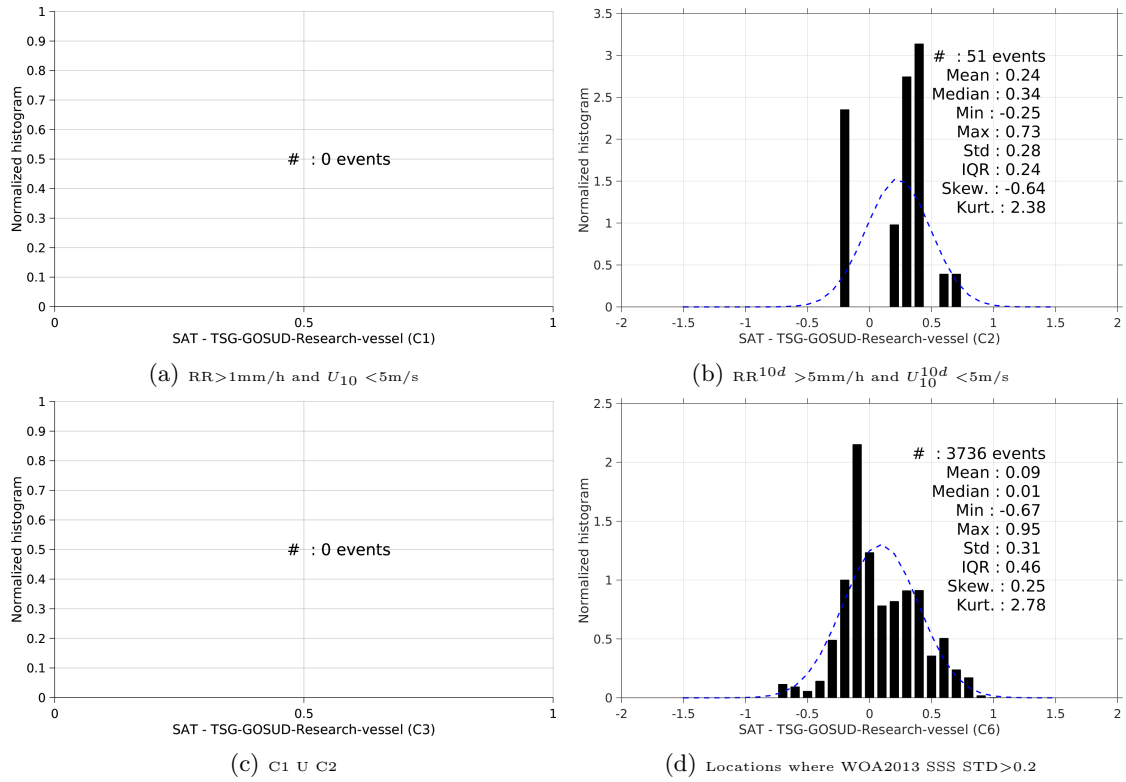 1
0.9
0.8
0.7
0.6
0.5
0.4
0.3
0.2
0.1
0
Normalized histogram
# : 0 events
0
0.5
1
SAT - TSG-GOSUD-Research-vessel (C1)
(a) RR>1mm/h and U10 <5m/s
3.5
3
2.5
2
1.5
1
0.5
0
Normalized histogram
# : 51 events
Mean : 0.24
Median : 0.34
Min : -0.25
Max : 0.73
Std : 0.28
IQR : 0.24
Skew. : -0.64
Kurt. : 2.38
-2
-1.5
-1
-0.5
0
0.5
1
1.5
2
SAT - TSG-GOSUD-Research-vessel (C2)
(b) RR^10d >5mm/h and U10^10d <5m/s
1
0.9
0.8
0.7
0.6
0.5
0.4
0.3
0.2
0.1
0
Normalized histogram
# : 0 events
0
0.5
1
SAT - TSG-GOSUD-Research-vessel (C3)
(c) C1 U C2
2.5
2
1.5
1
0.5
0
Normalized histogram
# : 3736 events
Mean : 0.09
Median : 0.01
Min : -0.67
Max : 0.95
Std : 0.31
IQR : 0.46
Skew. : 0.25
Kurt. : 2.78
-2
-1.5
-1
-0.5
0
0.5
1
1.5
2
SAT - TSG-GOSUD-Research-vessel (C6)
(d) Locations where WOA2013 SSS STD>0.2